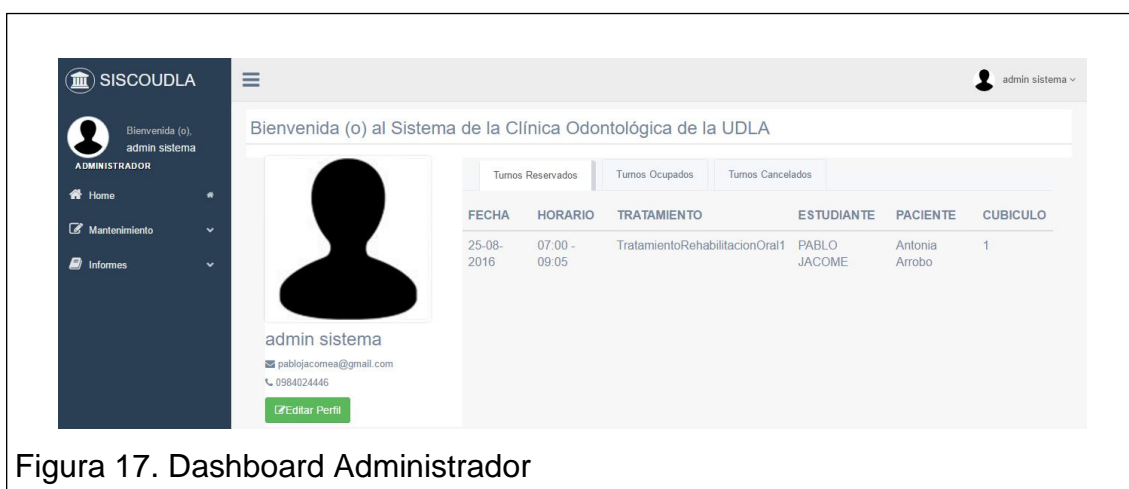 SISCOUDLA
admin sistema
Bienvenida (o),
admin sistema
ADMINISTRADOR
Home
Mantenimiento
Informes
Bienvenida (o) al Sistema de la Clínica Odontológica de la UDLA
admin sistema
pablojacomea@gmail.com
0984024446
Editar Perfil
Turnos Reservados Turnos Ocupados Turnos Cancelados
FECHA HORARIO TRATAMIENTO ESTUDIANTE PACIENTE CUBICULO
25-08- 07:00 - TratamientoRehabilitacionOral1 PABLO Antonia 1
2016 09:05 JACOME Arrobo
Figura 17. Dashboard Administrador